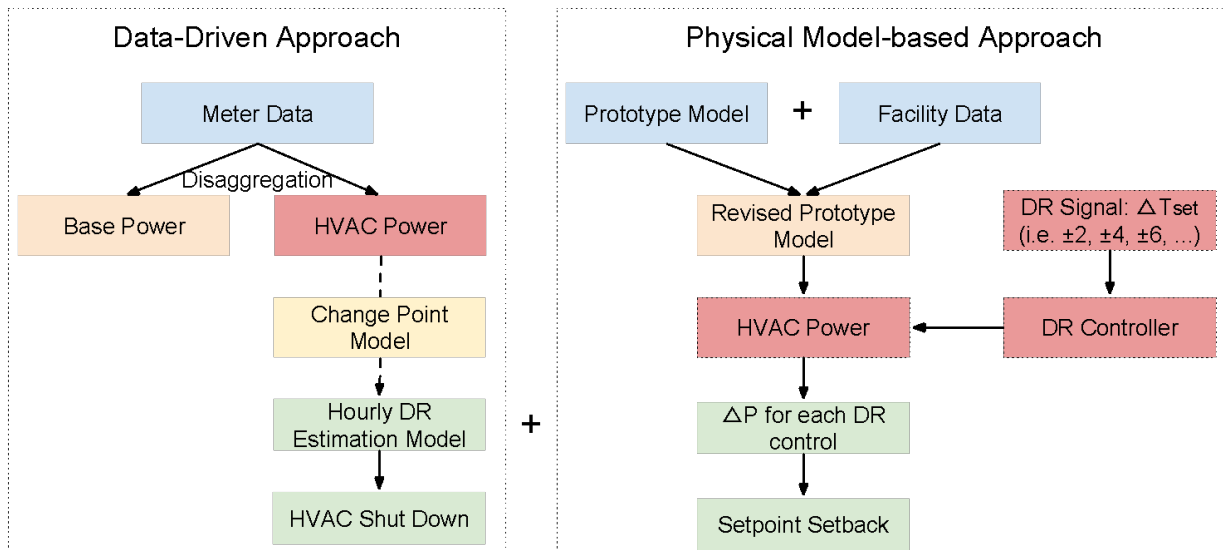 Data-Driven Approach
Meter Data
Disaggregation
Base Power
HVAC Power
Change Point
Model
Hourly DR
Estimation Model
HVAC Shut Down
+
Physical Model-based Approach
Prototype Model
+
Facility Data
Revised Prototype
Model
DR Signal: △Tset
(i.e. ±2, ±4, ±6, ...)
HVAC Power
DR Controller
△P for each DR
control
Setpoint Setback